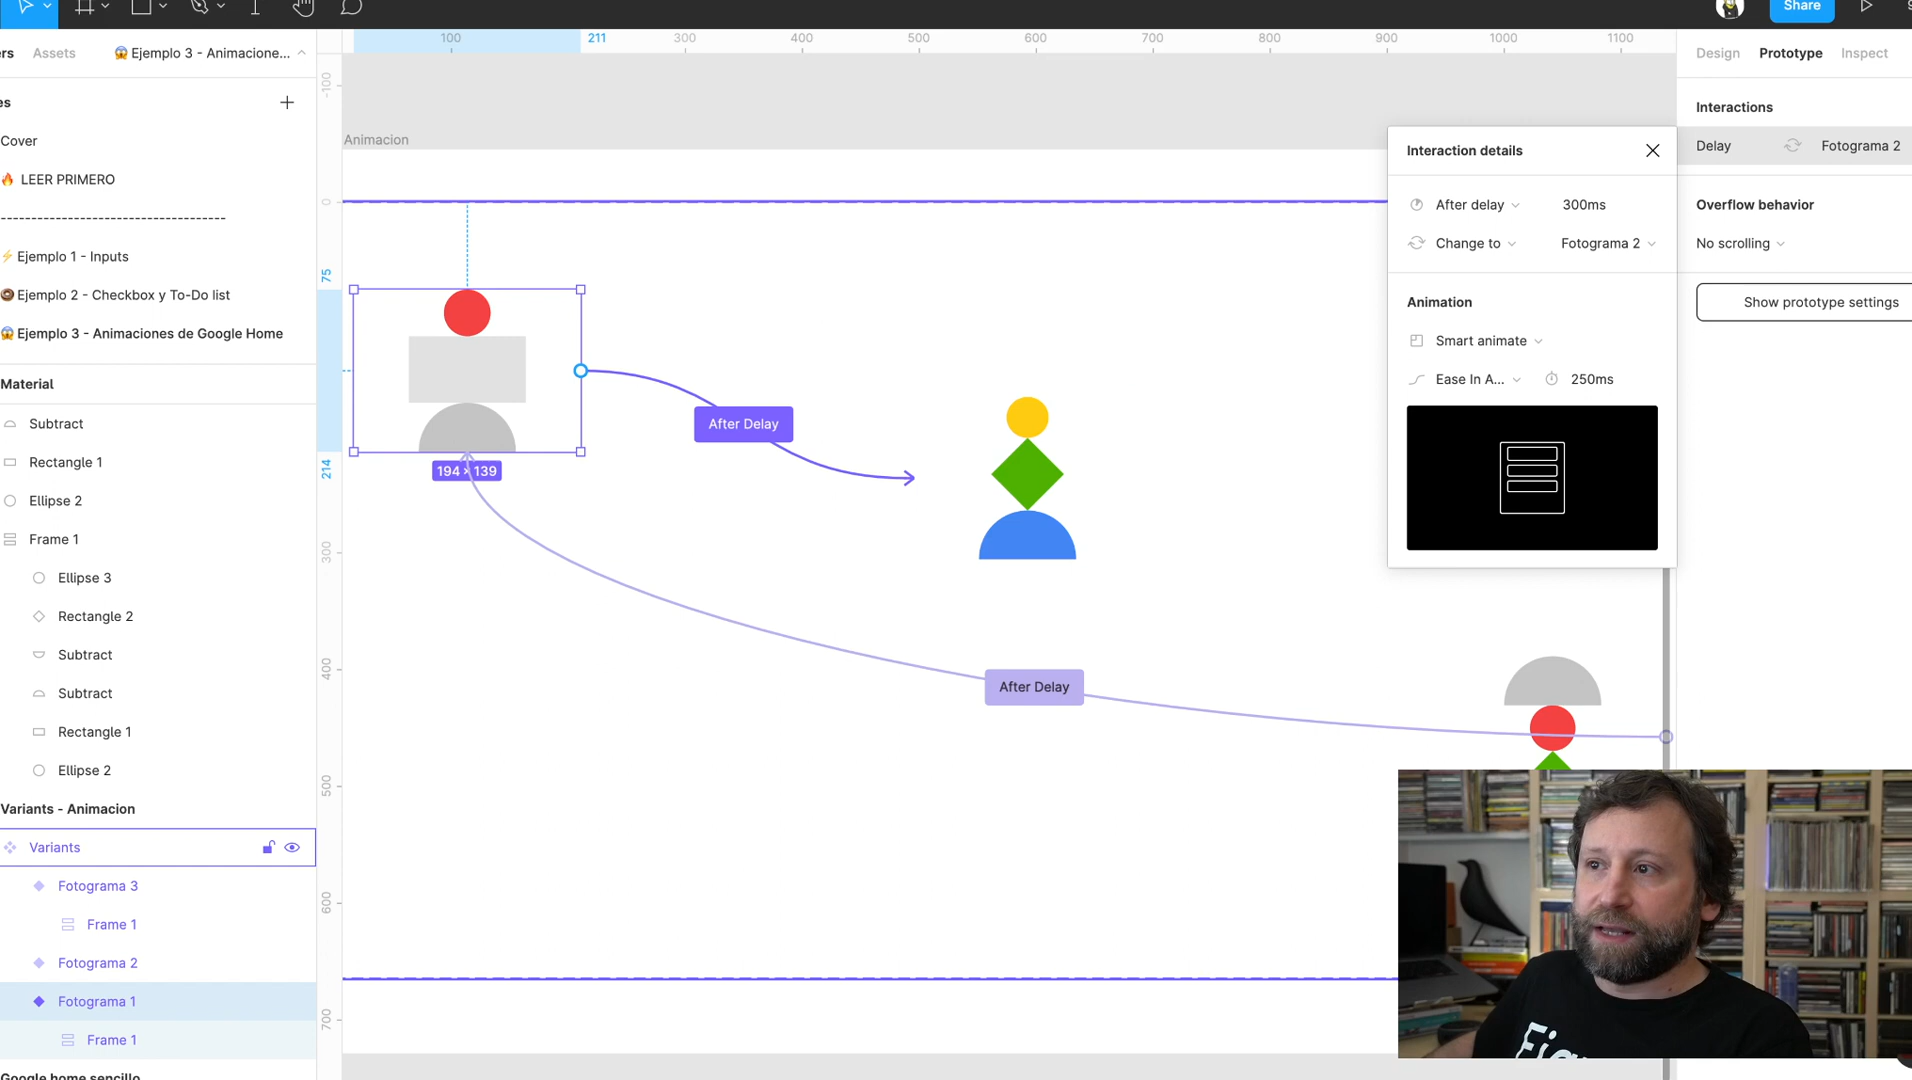 Share
100
211
300
400
500
600
700
800
900
1000
1100
ers
Assets
😱 Ejemplo 3 - Animacione...
Design
Prototype
Inspect
es
Cover
🔥 LEER PRIMERO
-------------------------------------
⚡ Ejemplo 1 - Inputs
🍩 Ejemplo 2 - Checkbox y To-Do list
😱 Ejemplo 3 - Animaciones de Google Home
Material
Subtract
Rectangle 1
Ellipse 2
Frame 1
Ellipse 3
Rectangle 2
Subtract
Subtract
Rectangle 1
Ellipse 2
Variants - Animacion
Variants
Fotograma 3
Frame 1
Fotograma 2
Fotograma 1
Frame 1
Google home sencillo
-100
0
75
214
300
400
500
600
700
Animacion
After Delay
194 × 139
After Delay
Interaction details
After delay
300ms
Change to
Fotograma 2
Animation
Smart animate
Ease In A...
250ms
Interactions
Delay
Fotograma 2
Overflow behavior
No scrolling
Show prototype settings